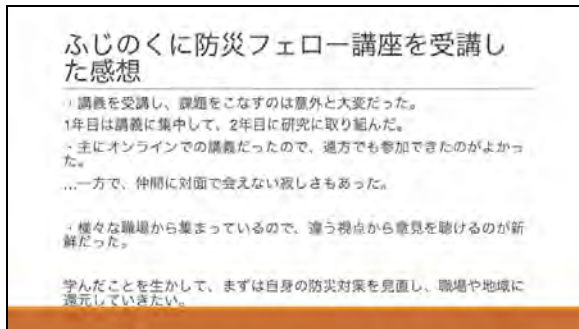 ふじのくに防災フェロー講座を受講し
た感想
・講義を受講し、課題をこなすのは意外と大変だった。
1年目は講義に集中して、2年目に研究に取り組んだ。
・主にオンラインでの講義だったので、遠方でも参加できたのがよかっ
た。
…一方で、仲間に対面で会えない寂しさもあった。
・様々な職場から集まっているので、違う視点から意見を聴けるのが新
鮮だった。
学んだことを生かして、まずは自身の防災対策を見直し、職場や地域に
還元していきたい。